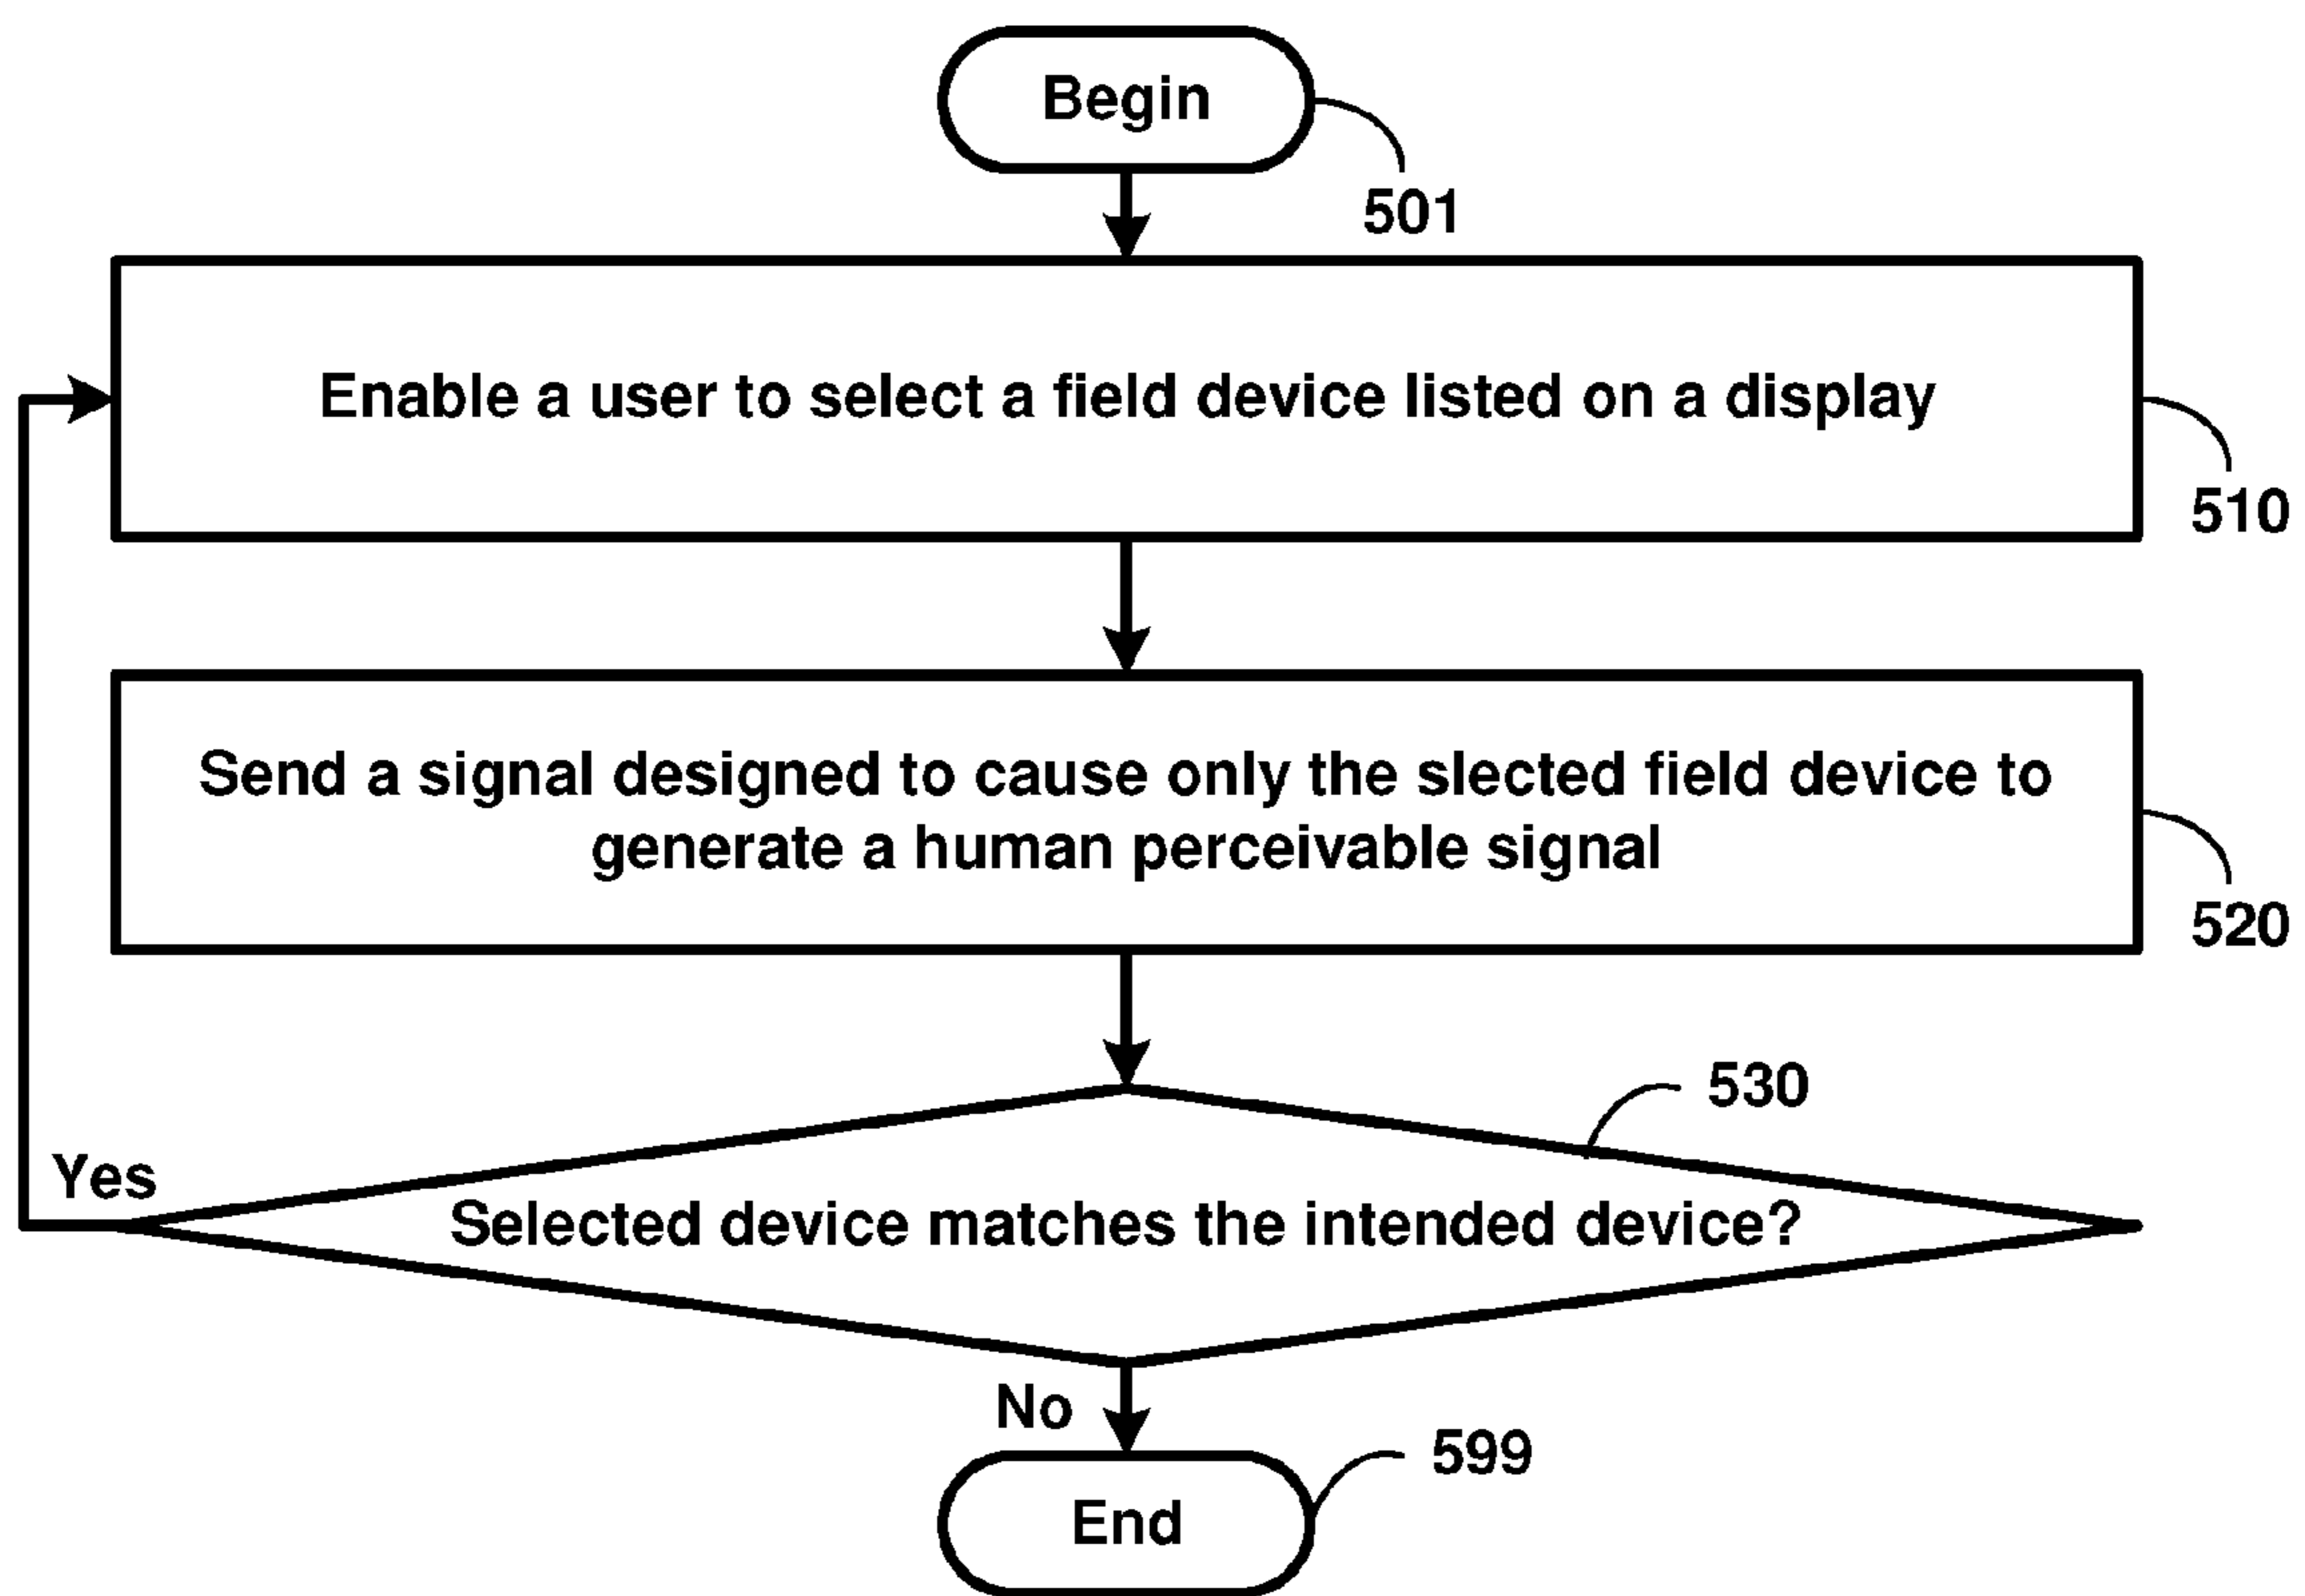 Begin
501
Enable a user to select a field device listed on a display
510
Send a signal designed to cause only the slected field device to
generate a human perceivable signal
520
530
Yes
Selected device matches the intended device?
No
599
End